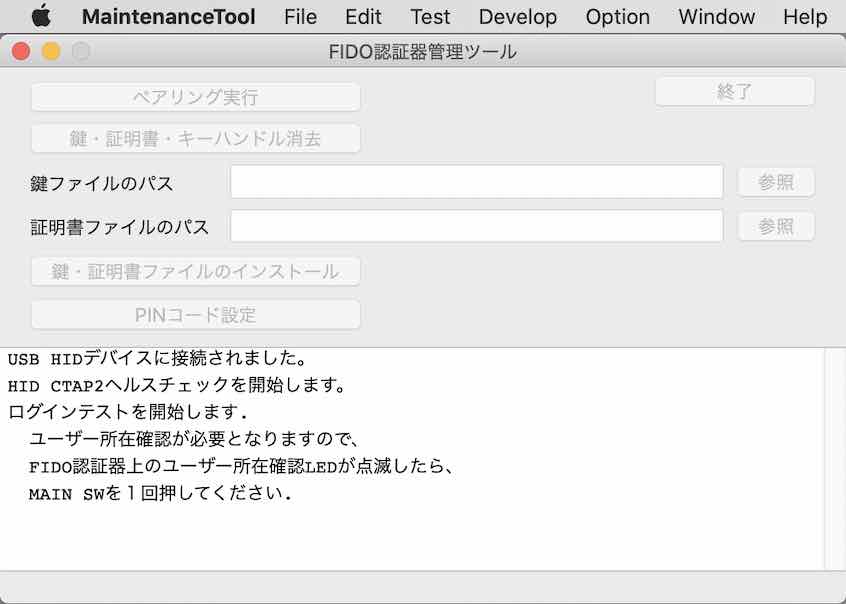 MaintenanceTool File Edit Test Develop Option Window Help
FIDO認証器管理ツール
ペアリング実行 終了
鍵・証明書・キーハンドル消去
鍵ファイルのパス 参照
証明書ファイルのパス 参照
鍵・証明書ファイルのインストール
PINコード設定
USB HIDデバイスに接続されました。
HID CTAP2ヘルスチェックを開始します。
ログインテストを開始します.
ユーザー所在確認が必要となりますので、
FIDO認証器上のユーザー所在確認LEDが点滅したら、
MAIN SWを１回押してください.